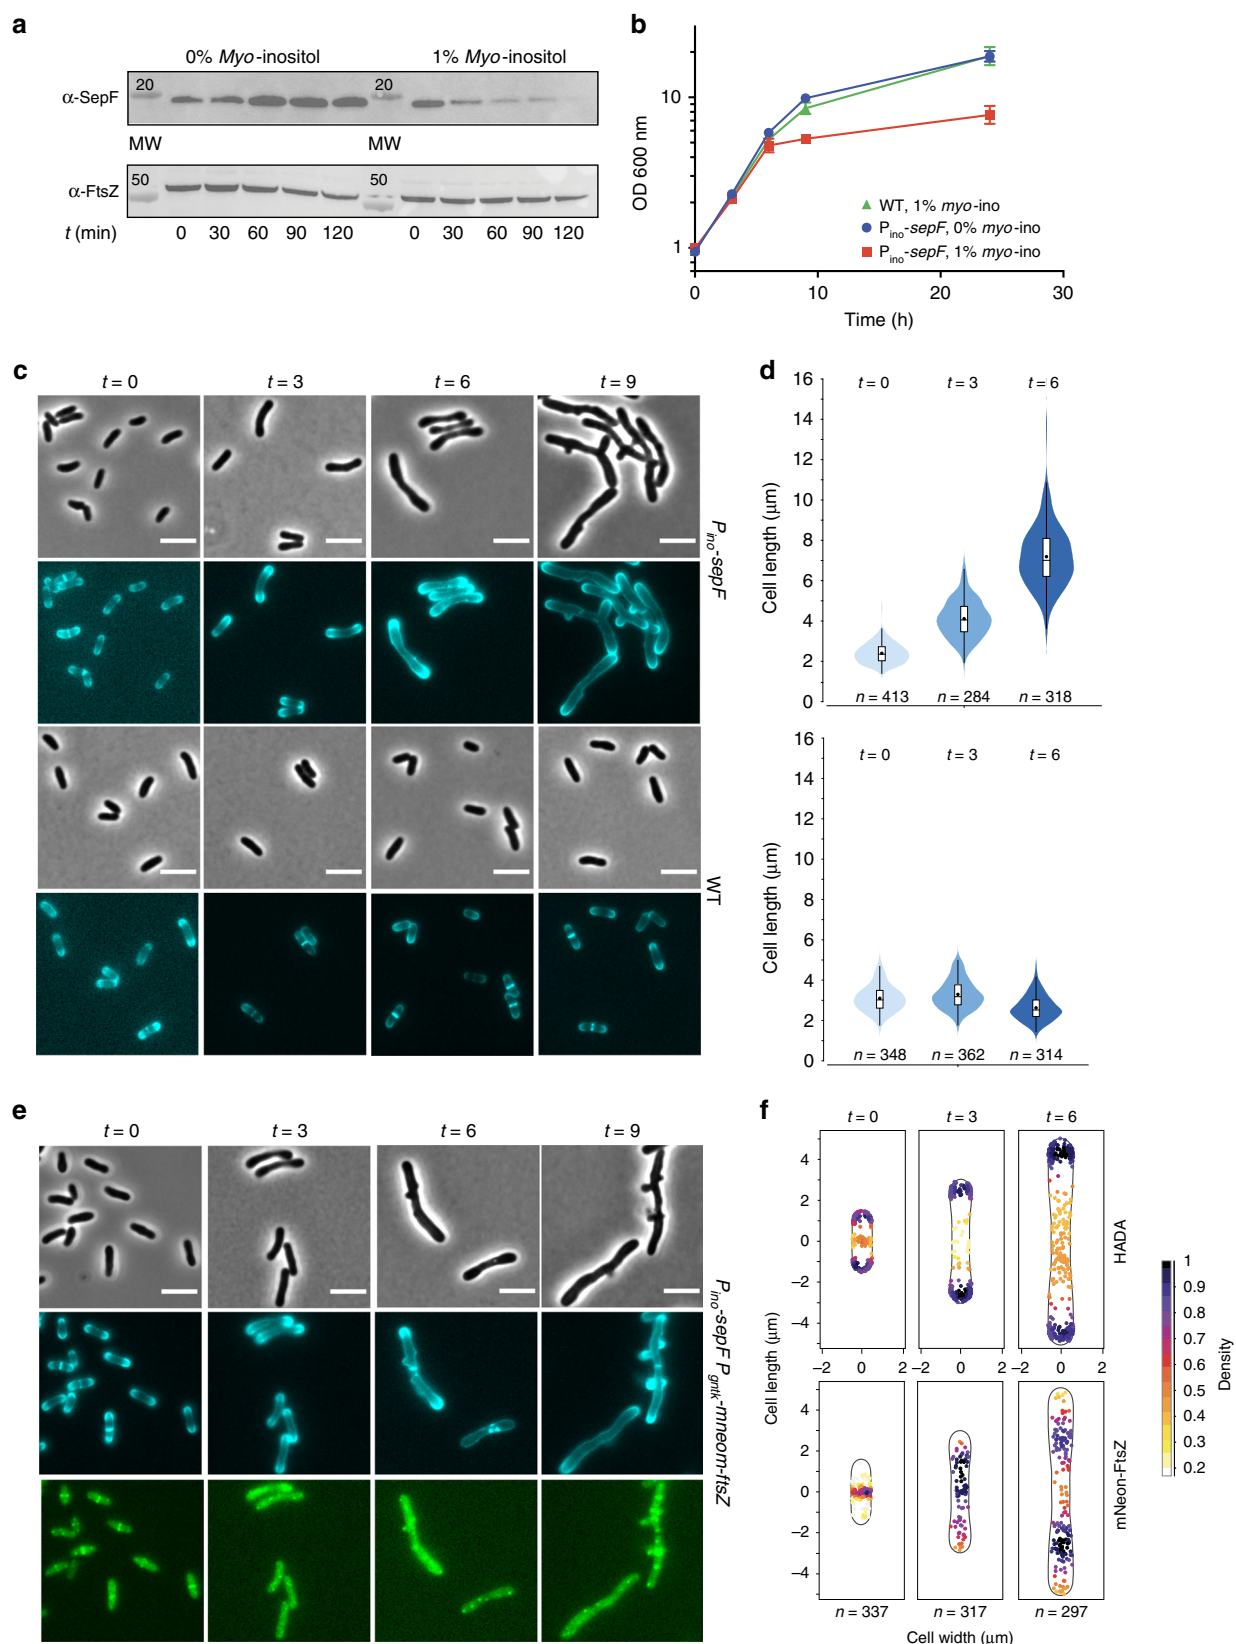 a
0% Myo-inositol 1% Myo-inositol
α-SepF 20 20
MW MW
α-FtsZ 50 50
t (min) 0 30 60 90 120 0 30 60 90 120
b
OD 600 nm
10
1
WT, 1% myo-ino
Pino-sepF, 0% myo-ino
Pino-sepF, 1% myo-ino
0 10 20 30
Time (h)
c
t = 0 t = 3 t = 6 t = 9
Pino-sepF
WT
d
Cell length (μm)
16
14
12
10
8
6
4
2
0
t = 0 t = 3 t = 6
n = 413 n = 284 n = 318
Cell length (μm)
16
14
12
10
8
6
4
2
0
t = 0 t = 3 t = 6
n = 348 n = 362 n = 314
e
t = 0 t = 3 t = 6 t = 9
Pino-sepF Pgntk-mneom-ftsZ
f
t = 0 t = 3 t = 6
4
2
0
−2
−4
HADA
−2 0 2 −2 0 2 −2 0 2
Cell length (μm)
4
2
0
−2
−4
mNeon-FtsZ
n = 337 n = 317 n = 297
Cell width (μm)
1
0.9
0.8
0.7
0.6
0.5
0.4
0.3
0.2
Density